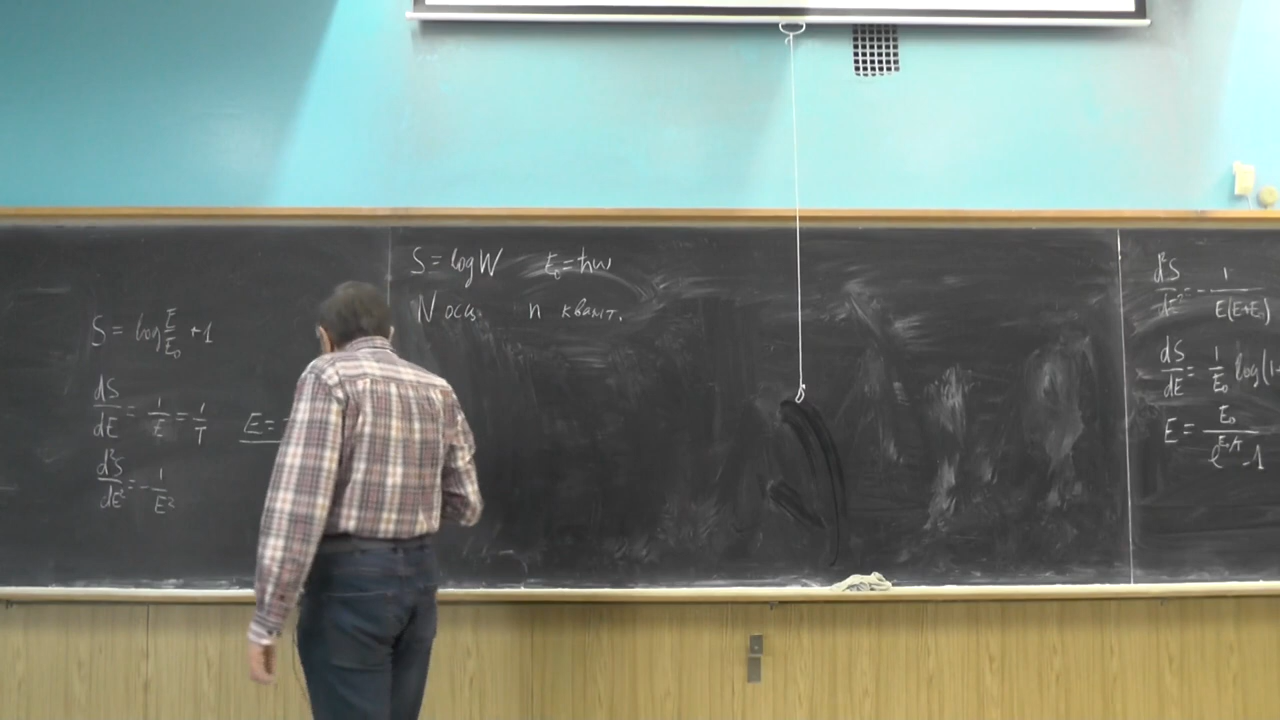 S = log E/E₀ + 1
dS/dE = 1/E = 1/T
E =
d²S/dE² = - 1/E²
S = log W E₀ = ħω
N осц. n квант.
d²S/dE² = - 1/E(E+E₀)
dS/dE = 1/E₀ log(1+
E = E₀/e^E₀/T - 1